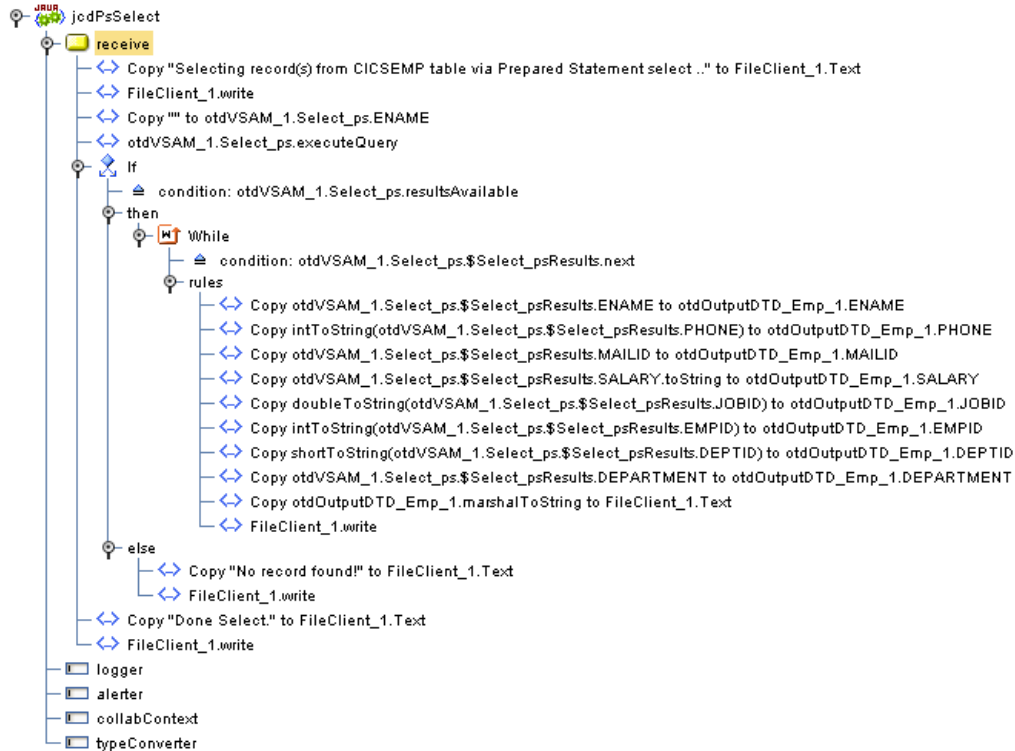 JAVA
jcdPsSelect
receive
Copy "Selecting record(s) from CICSEMP table via Prepared Statement select .." to FileClient_1.Text
FileClient_1.write
Copy "" to otdVSAM_1.Select_ps.ENAME
otdVSAM_1.Select_ps.executeQuery
If
condition: otdVSAM_1.Select_ps.resultsAvailable
then
W While
condition: otdVSAM_1.Select_ps.$Select_psResults.next
rules
Copy otdVSAM_1.Select_ps.$Select_psResults.ENAME to otdOutputDTD_Emp_1.ENAME
Copy intToString(otdVSAM_1.Select_ps.$Select_psResults.PHONE) to otdOutputDTD_Emp_1.PHONE
Copy otdVSAM_1.Select_ps.$Select_psResults.MAILID to otdOutputDTD_Emp_1.MAILID
Copy otdVSAM_1.Select_ps.$Select_psResults.SALARY.toString to otdOutputDTD_Emp_1.SALARY
Copy doubleToString(otdVSAM_1.Select_ps.$Select_psResults.JOBID) to otdOutputDTD_Emp_1.JOBID
Copy intToString(otdVSAM_1.Select_ps.$Select_psResults.EMPID) to otdOutputDTD_Emp_1.EMPID
Copy shortToString(otdVSAM_1.Select_ps.$Select_psResults.DEPTID) to otdOutputDTD_Emp_1.DEPTID
Copy otdVSAM_1.Select_ps.$Select_psResults.DEPARTMENT to otdOutputDTD_Emp_1.DEPARTMENT
Copy otdOutputDTD_Emp_1.marshalToString to FileClient_1.Text
FileClient_1.write
else
Copy "No record found!" to FileClient_1.Text
FileClient_1.write
Copy "Done Select." to FileClient_1.Text
FileClient_1.write
logger
alerter
collabContext
typeConverter